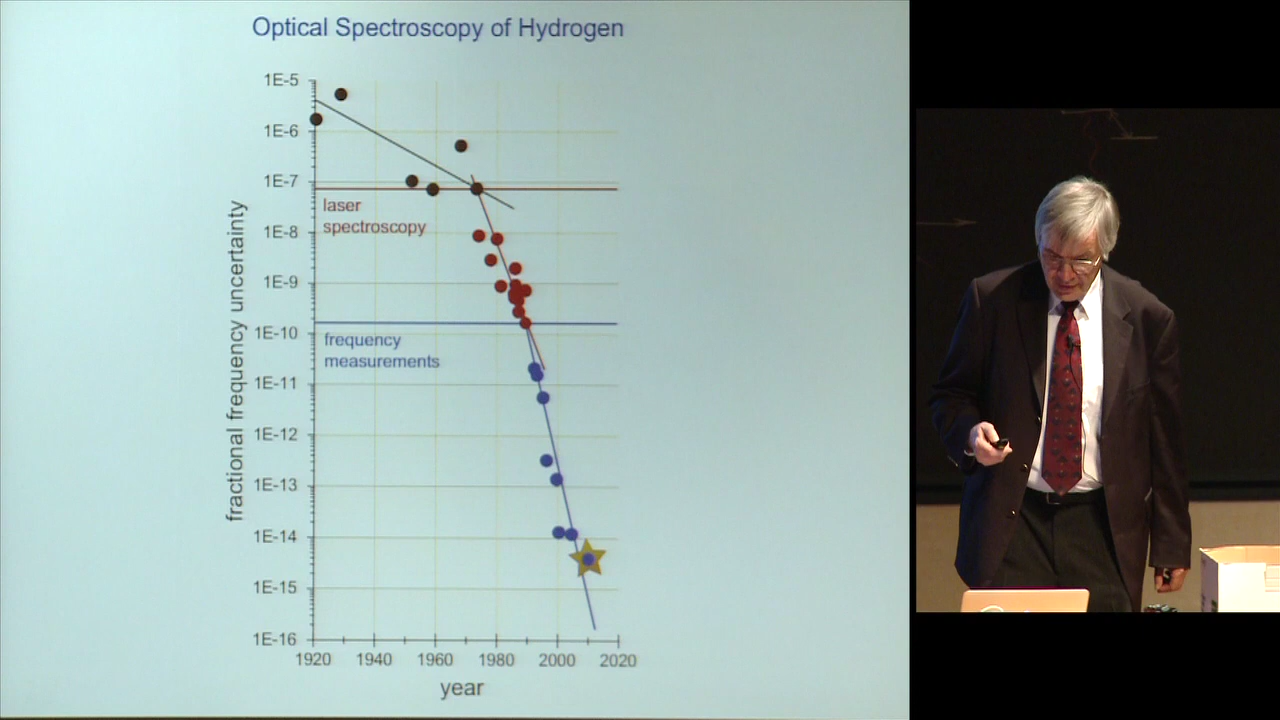 Optical Spectroscopy of Hydrogen
1E-5
1E-6
1E-7
laser
spectroscopy
1E-8
1E-9
1E-10
frequency
measurements
1E-11
1E-12
1E-13
1E-14
1E-15
1E-16
fractional frequency uncertainty
1920
1940
1960
1980
2000
2020
year